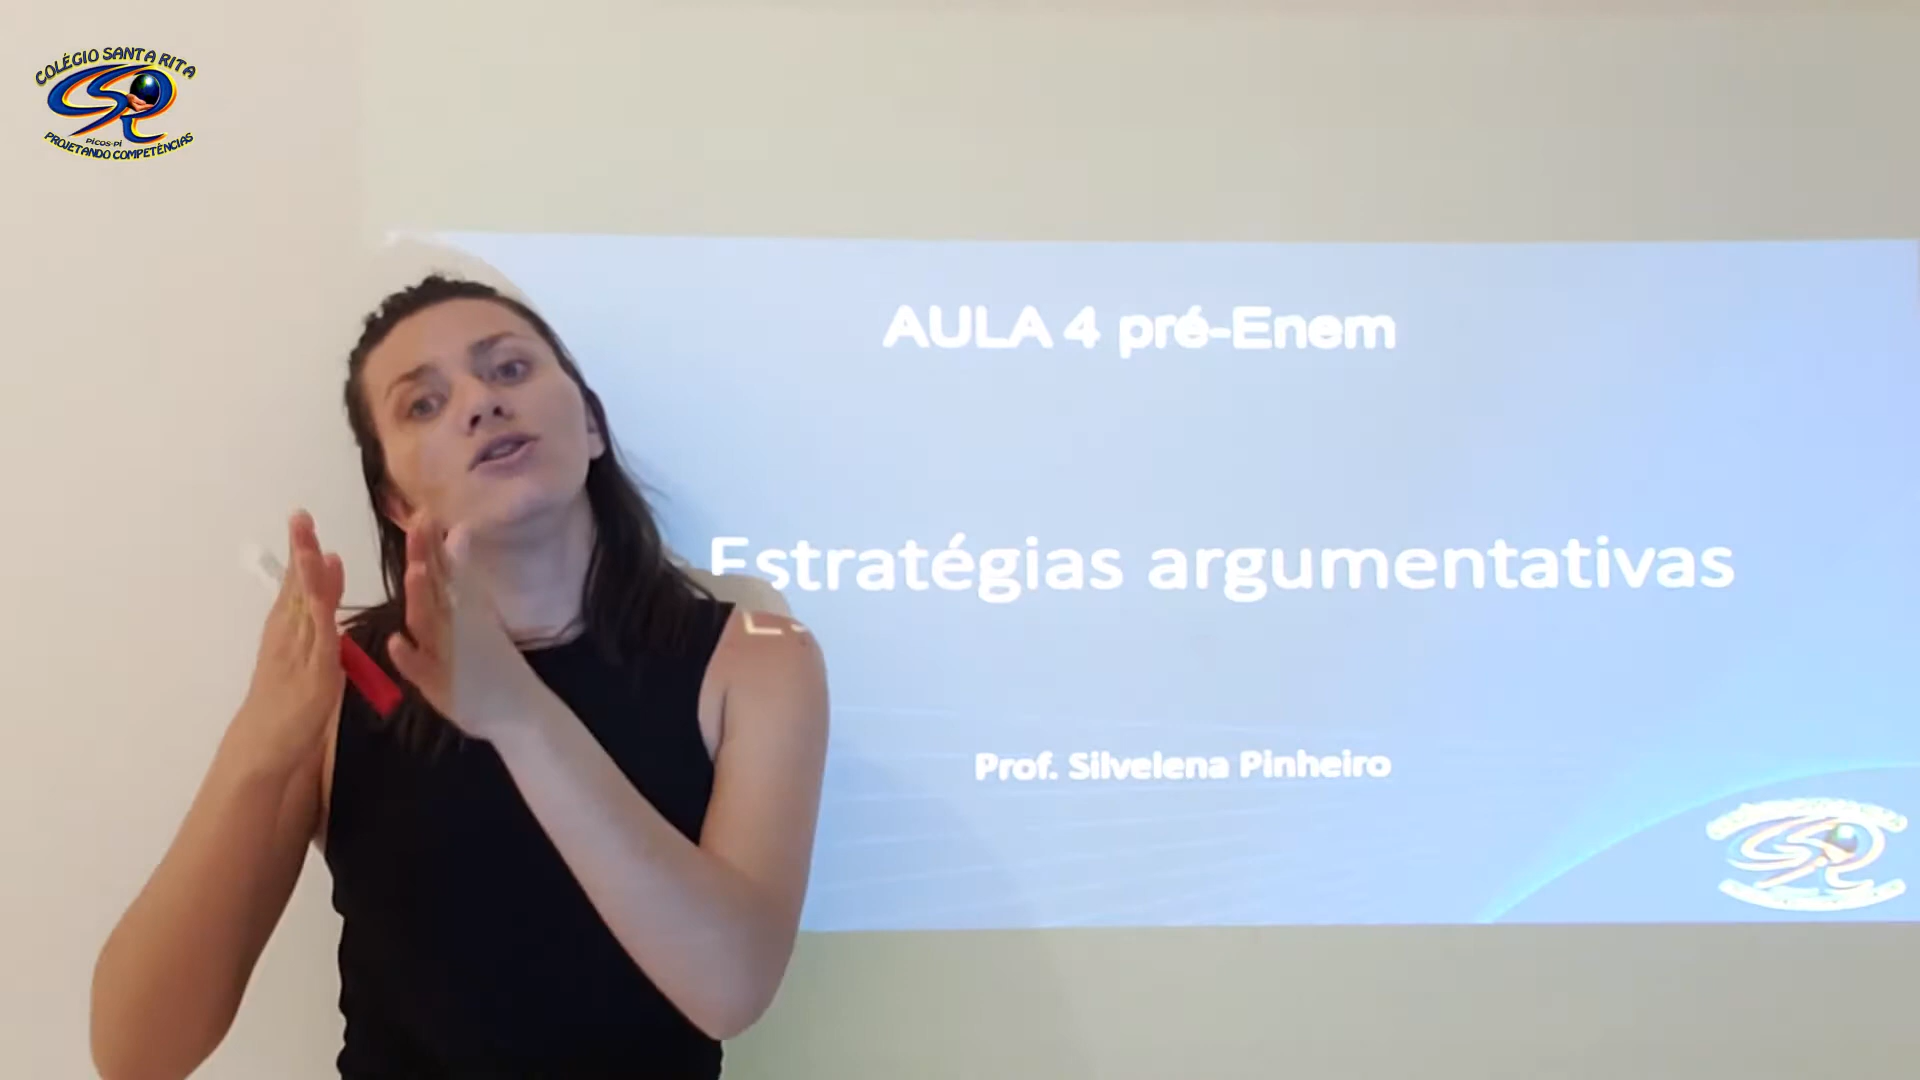 COLÉGIO SANTA RITA
PICOS-PI
PROJETANDO COMPETÊNCIAS
AULA 4 pré-Enem
Estratégias argumentativas
Prof. Silvelena Pinheiro